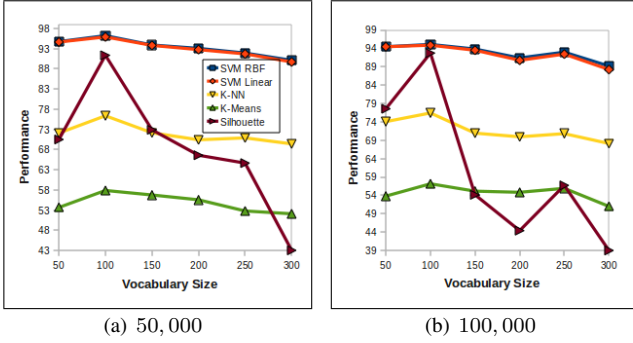 98
93
88
83
78
73
68
63
58
53
48
43
Performance
50 100 150 200 250 300
Vocabulary Size
SVM RBF
SVM Linear
K-NN
K-Means
Silhouette
(a) 50, 000
99
94
89
84
79
74
69
64
59
54
49
44
39
Performance
50 100 150 200 250 300
Vocabulary Size
(b) 100, 000